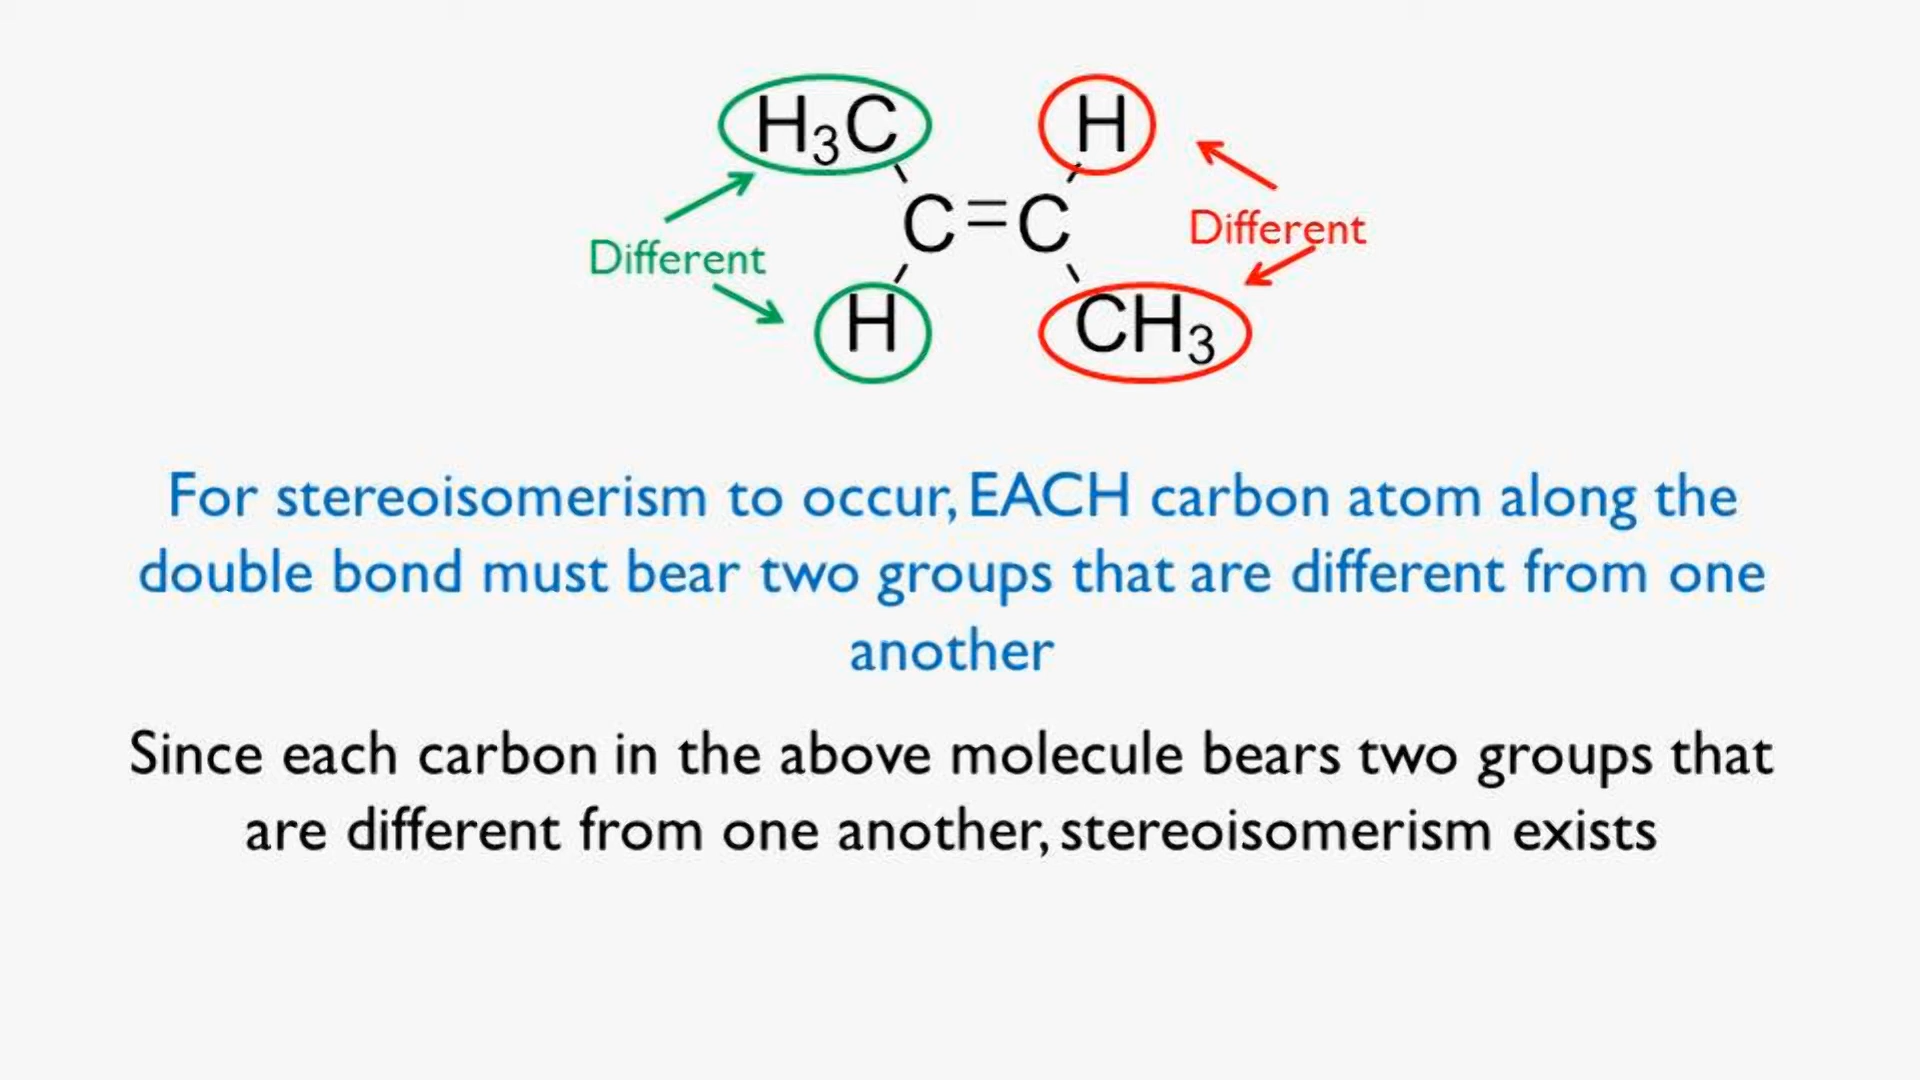 H₃C H
Different
C=C
Different
H CH₃
For stereoisomerism to occur, EACH carbon atom along the
double bond must bear two groups that are different from one
another
Since each carbon in the above molecule bears two groups that
are different from one another, stereoisomerism exists